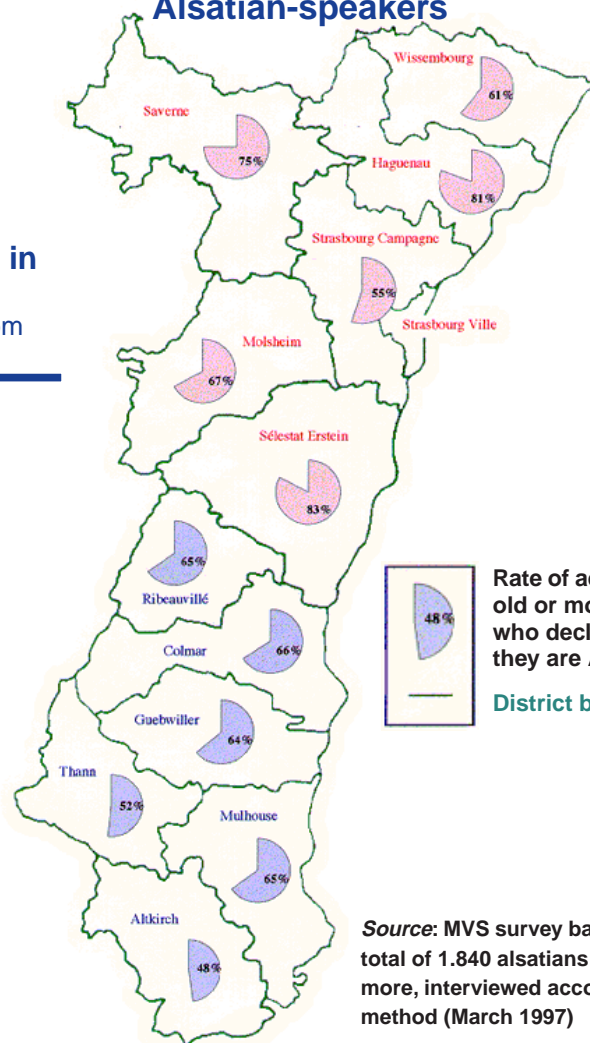 Alsatian-speakers
Wissembourg
61%
Saverne
75%
Haguenau
81%
in
m
Strasbourg Campagne
55%
Strasbourg Ville
Molsheim
67%
Sélestat Erstein
83%
65%
Ribeauvillé
Colmar
66%
Guebwiller
64%
Thann
52%
Mulhouse
65%
Altkirch
48%
48%
Rate of a
old or mo
who decl
they are
District b
Source: MVS survey ba
total of 1.840 alsatians
more, interviewed acco
method (March 1997)